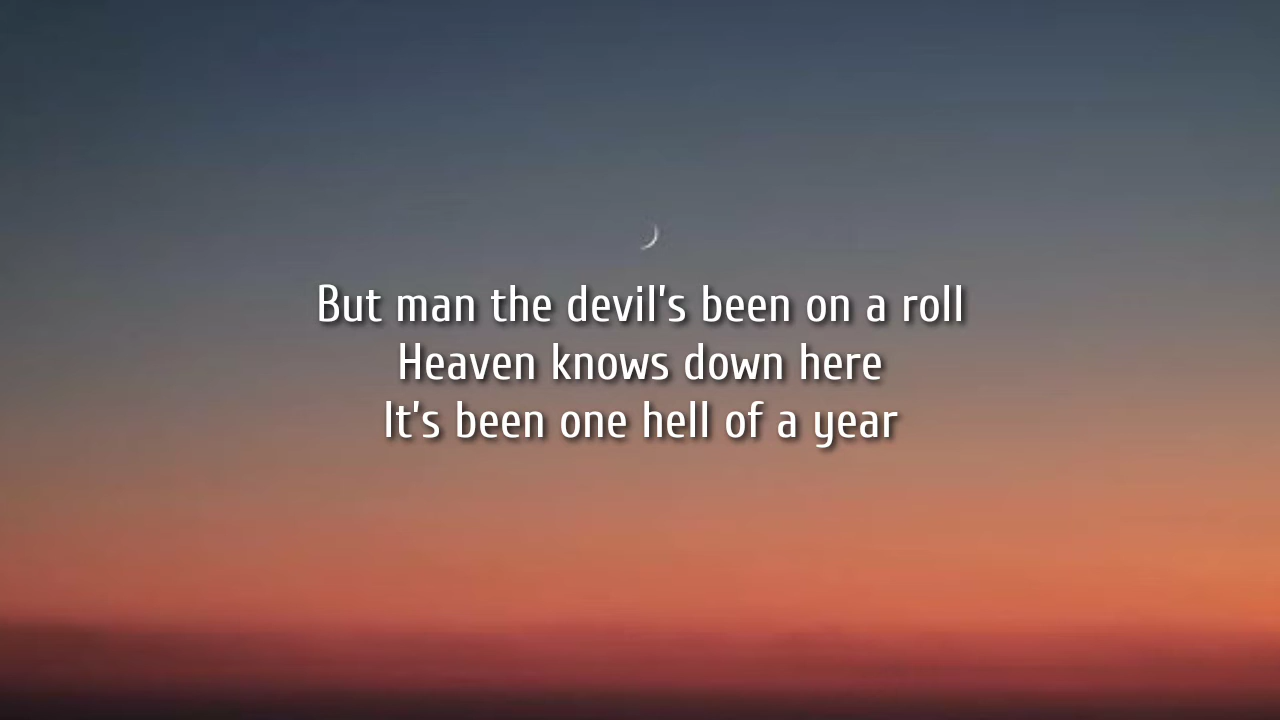 But man the devil's been on a roll
Heaven knows down here
It's been one hell of a year